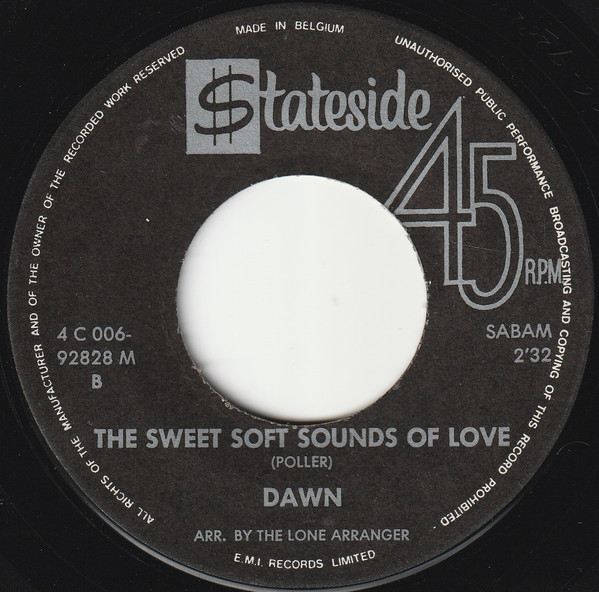 MADE IN BELGIUM
UNAUTHORISED PUBLIC PERFORMANCE BROADCASTING AND COPYING OF THIS RECORD PROHIBITED.
ALL RIGHTS OF THE MANUFACTURER AND OF THE OWNER OF THE RECORDED WORK RESERVED
$tateside
45
R.P.M.
4 C 006-
92828 M
B
SABAM
2'32
THE SWEET SOFT SOUNDS OF LOVE
(POLLER)
DAWN
ARR. BY THE LONE ARRANGER
E.M.I. RECORDS LIMITED